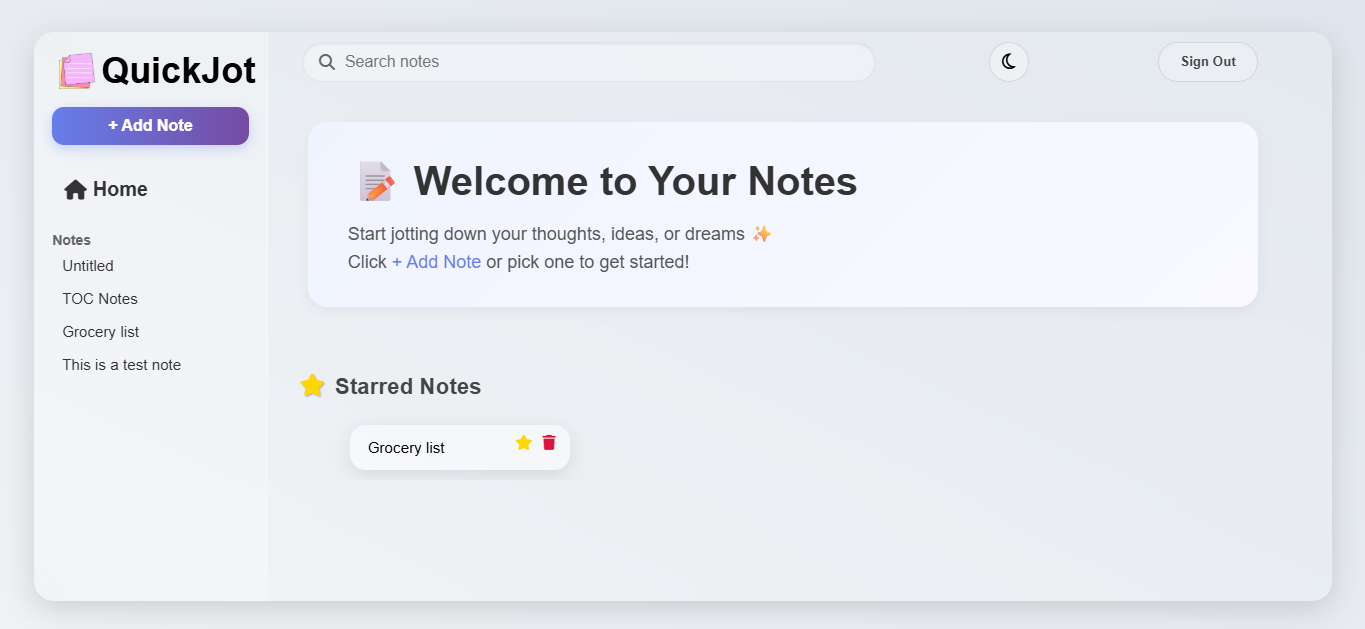 QuickJot
+ Add Note
Home
Notes
Untitled
TOC Notes
Grocery list
This is a test note
Search notes
Sign Out
Welcome to Your Notes
Start jotting down your thoughts, ideas, or dreams ✨
Click + Add Note or pick one to get started!
Starred Notes
Grocery list